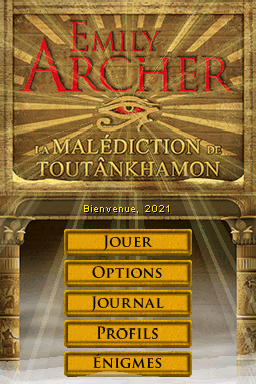 EMILY
ARCHER
LA MALÉDICTION DE
TOUTÂNKHAMON
Bienvenue, 2021
JOUER
OPTIONS
JOURNAL
PROFILS
ÉNIGMES